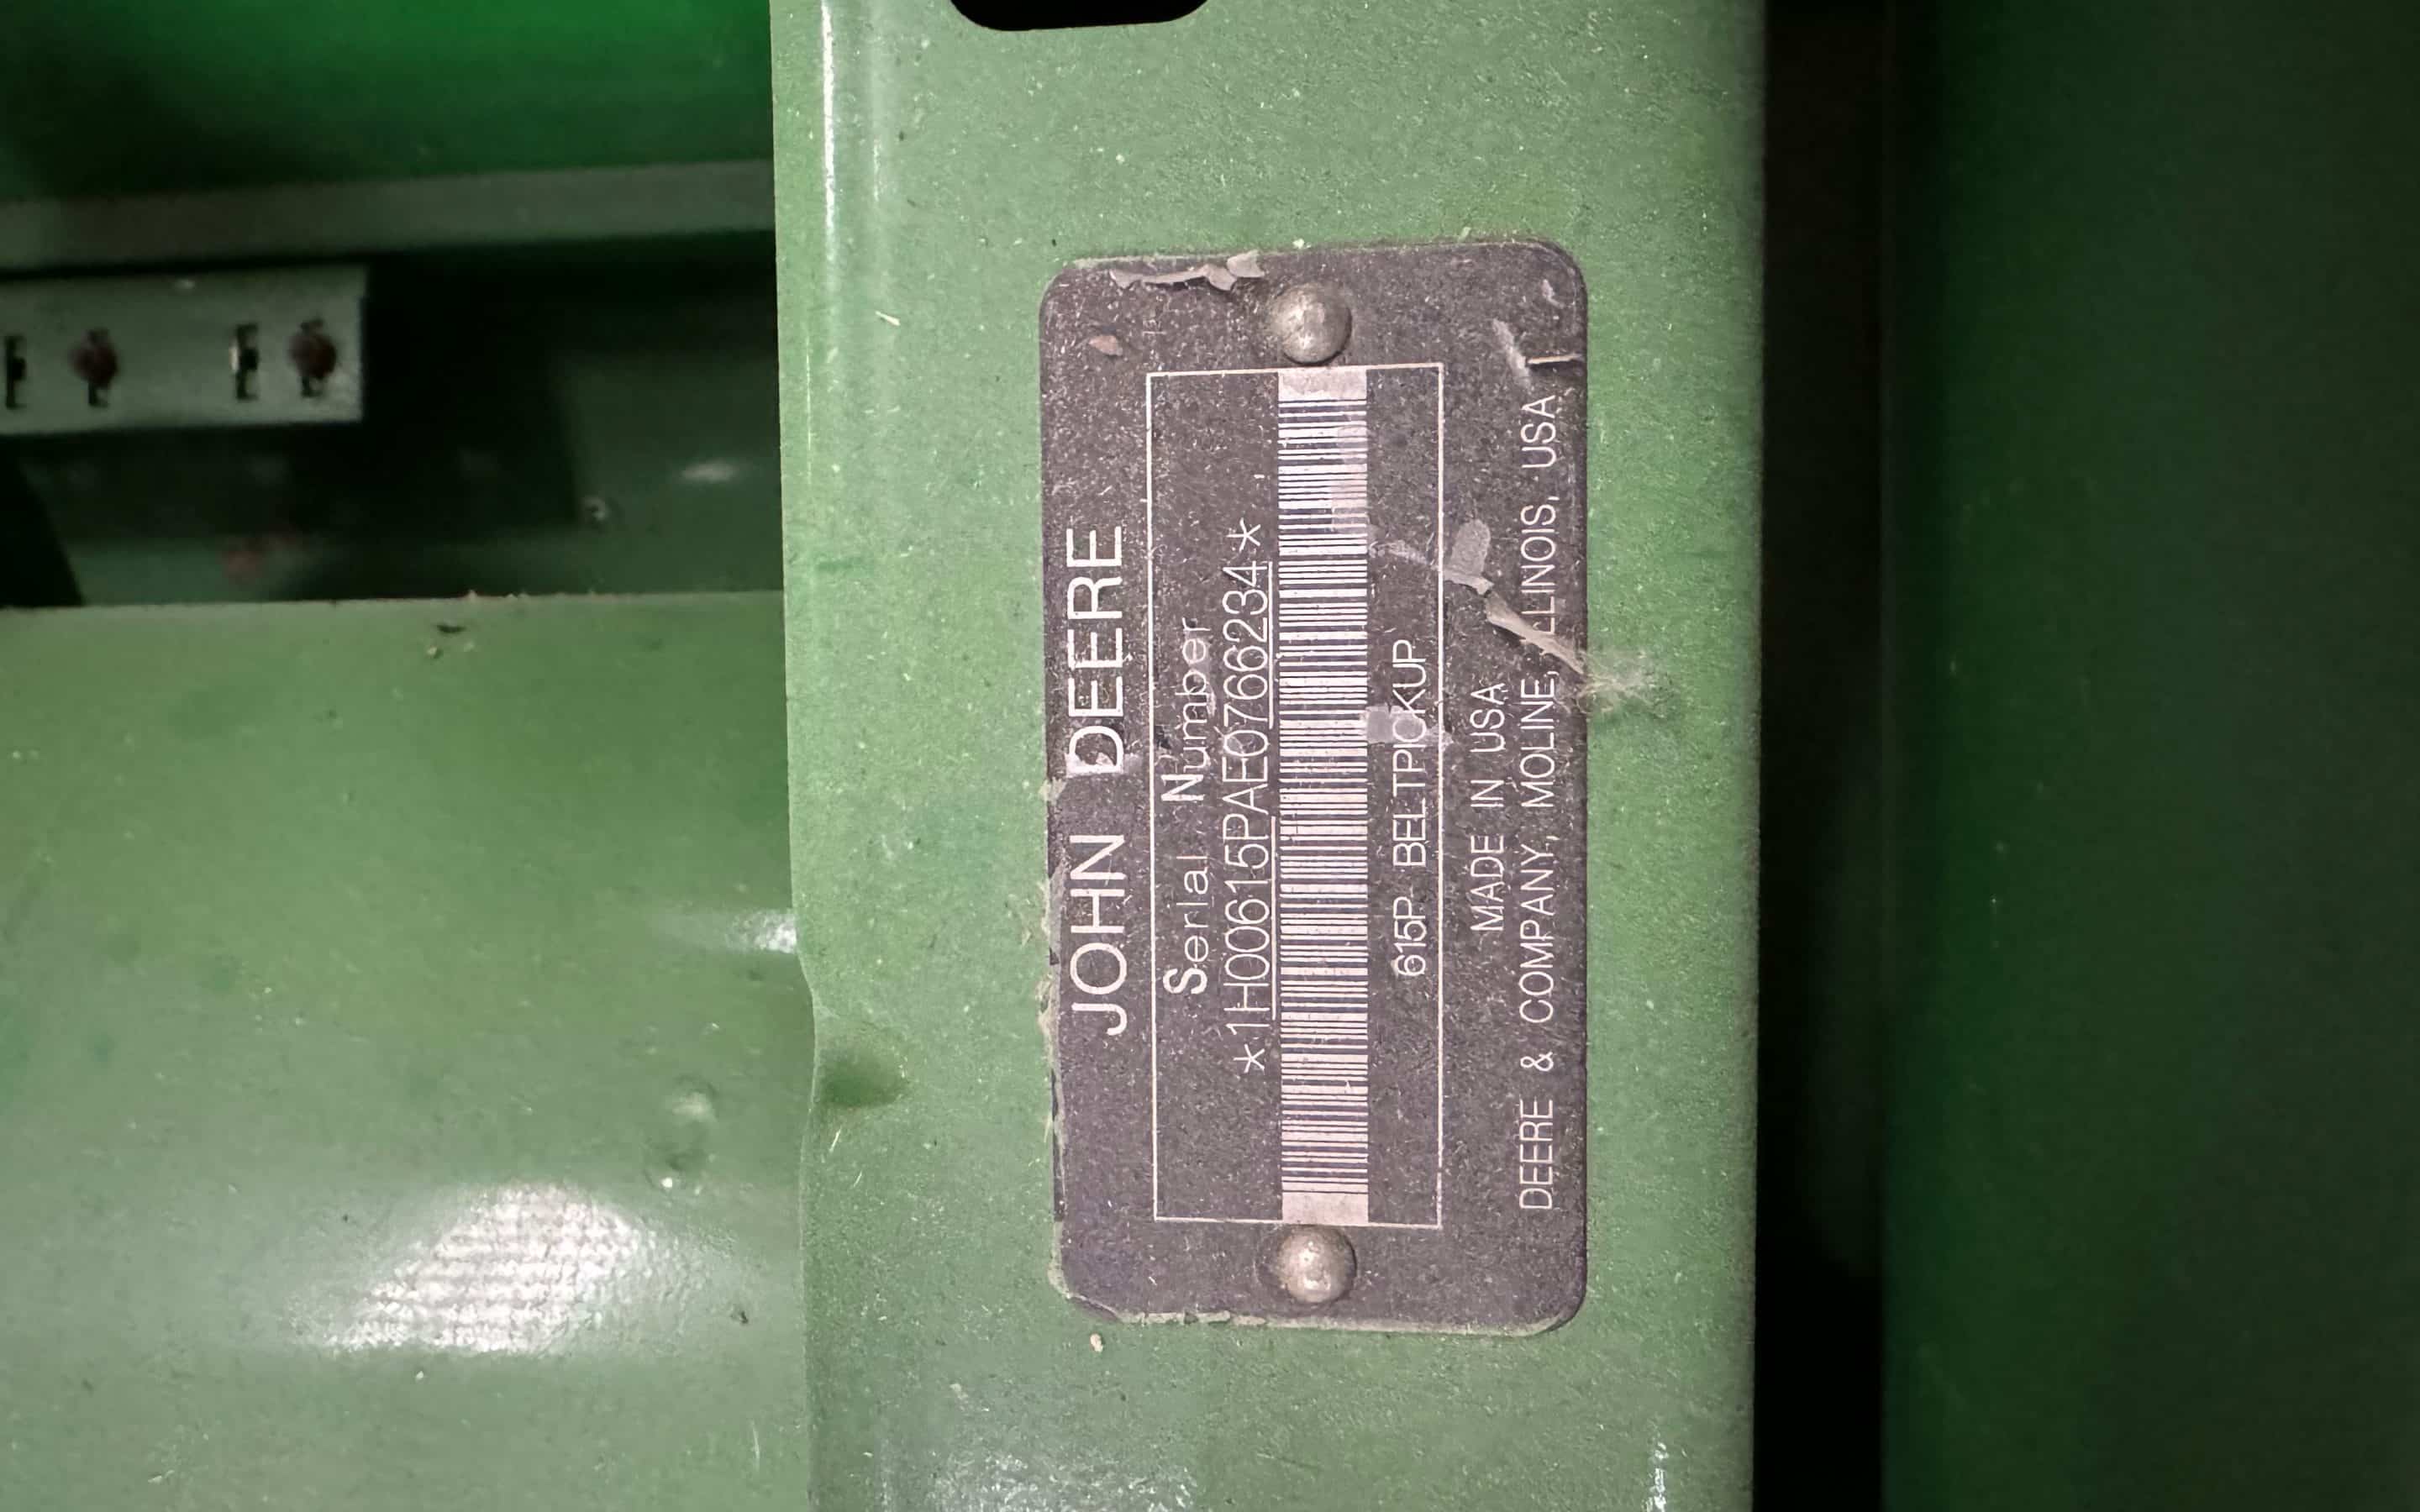 JOHN DEERE
Serial Number
*1H00615PAE0766234*
615P BELTPICKUP
MADE IN USA
DEERE & COMPANY, MOLINE, ILLINOIS, USA